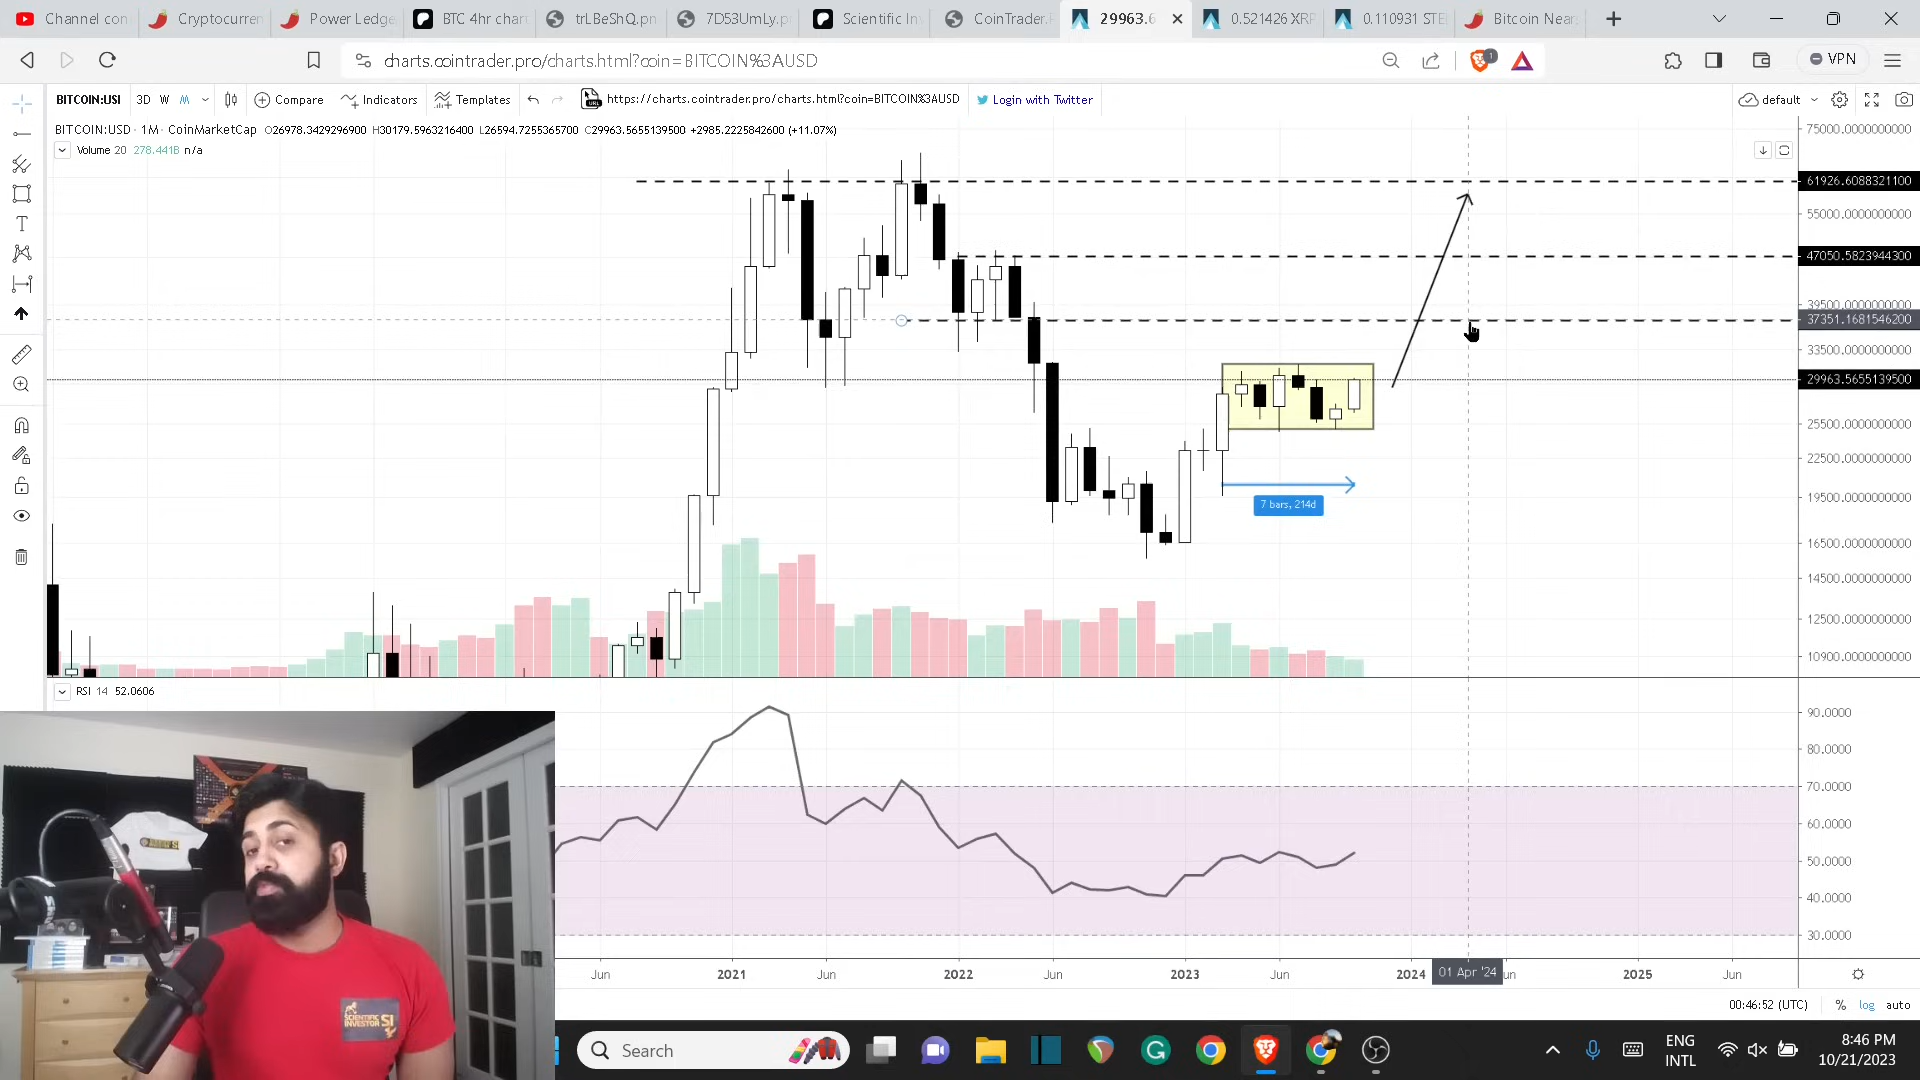 Channel con
Cryptocurren
Power Ledge
BTC 4hr char
trLBeShQ.pn
7D53UmLy.p
Scientific In
CoinTrader.P
29963.6
0.521426 XRP
0.110931 STE
Bitcoin Near
charts.cointrader.pro/charts.html?coin=BITCOIN%3AUSD
1
VPN
BITCOIN:USI
3D W M
Compare
Indicators
Templates
URL
https://charts.cointrader.pro/charts.html?coin=BITCOIN%3AUSD
Login with Twitter
default
BITCOIN:USD · 1M · CoinMarketCap O26978.3429296900 H30179.5963216400 L26594.7255365700 C29963.5655139500 +2985.2225842600 (+11.07%)
Volume 20 278.441B n/a
75000.0000000000
61926.6088321100
55000.0000000000
47050.5823944300
39500.0000000000
37351.1681546200
33500.0000000000
29963.5655139500
25500.0000000000
22500.0000000000
19500.0000000000
16500.0000000000
14500.0000000000
12500.0000000000
10900.0000000000
7 bars, 214d
RSI 14 52.0606
90.0000
80.0000
70.0000
60.0000
50.0000
40.0000
30.0000
Jun 2021 Jun 2022 Jun 2023 Jun 2024 01 Apr '24 un 2025 Jun
00:46:52 (UTC) % log auto
SCIENTIFIC
INVESTOR SI
Search
ENG
INTL
8:46 PM
10/21/2023